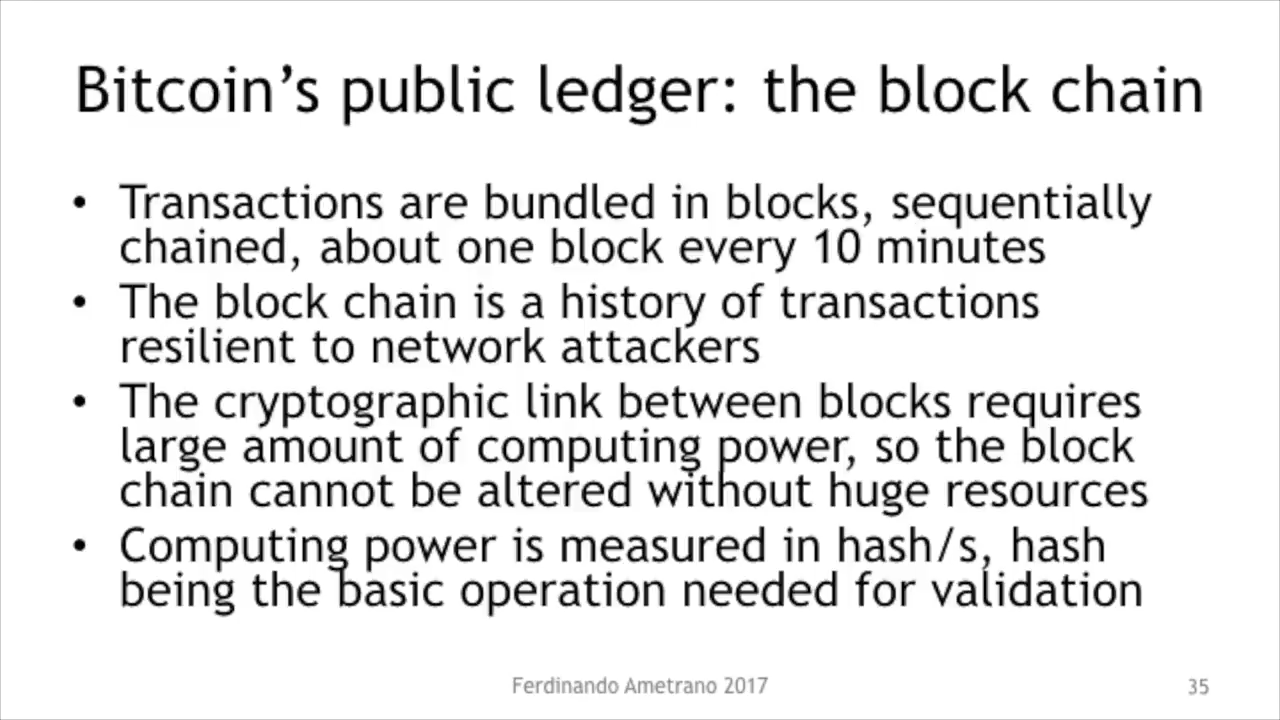 Bitcoin’s public ledger: the block chain
• Transactions are bundled in blocks, sequentially
chained, about one block every 10 minutes
• The block chain is a history of transactions
resilient to network attackers
• The cryptographic link between blocks requires
large amount of computing power, so the block
chain cannot be altered without huge resources
• Computing power is measured in hash/s, hash
being the basic operation needed for validation
Ferdinando Ametrano 2017
35